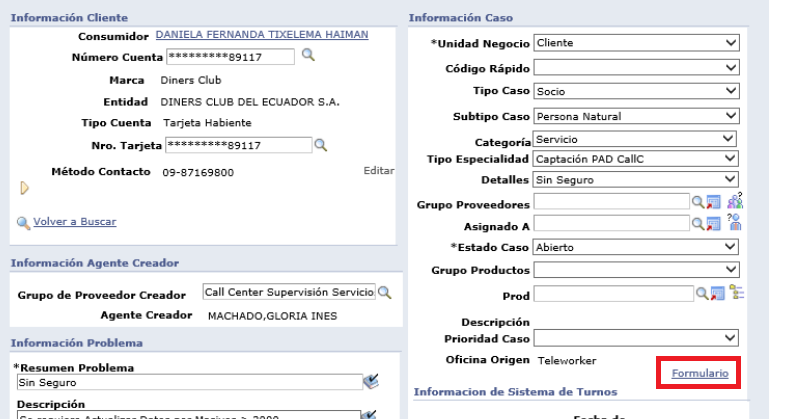 Información Cliente
Consumidor DANIELA FERNANDA TIXELEMA HAIMAN
Número Cuenta *********89117
Marca Diners Club
Entidad DINERS CLUB DEL ECUADOR S.A.
Tipo Cuenta Tarjeta Habiente
Nro. Tarjeta *********89117
Método Contacto 09-87169800 Editar
Volver a Buscar
Información Agente Creador
Grupo de Proveedor Creador Call Center Supervisión Servicio
Agente Creador MACHADO,GLORIA INES
Información Problema
*Resumen Problema
Sin Seguro
Descripción
Se requiere Actualizar Datos por Masivos > 2000
Información Caso
*Unidad Negocio Cliente
Código Rápido
Tipo Caso Socio
Subtipo Caso Persona Natural
Categoría Servicio
Tipo Especialidad Captación PAD CallC
Detalles Sin Seguro
Grupo Proveedores
Asignado A
*Estado Caso Abierto
Grupo Productos
Prod
Descripción
Prioridad Caso
Oficina Origen Teleworker
Formulario
Informacion de Sistema de Turnos
Fecha de